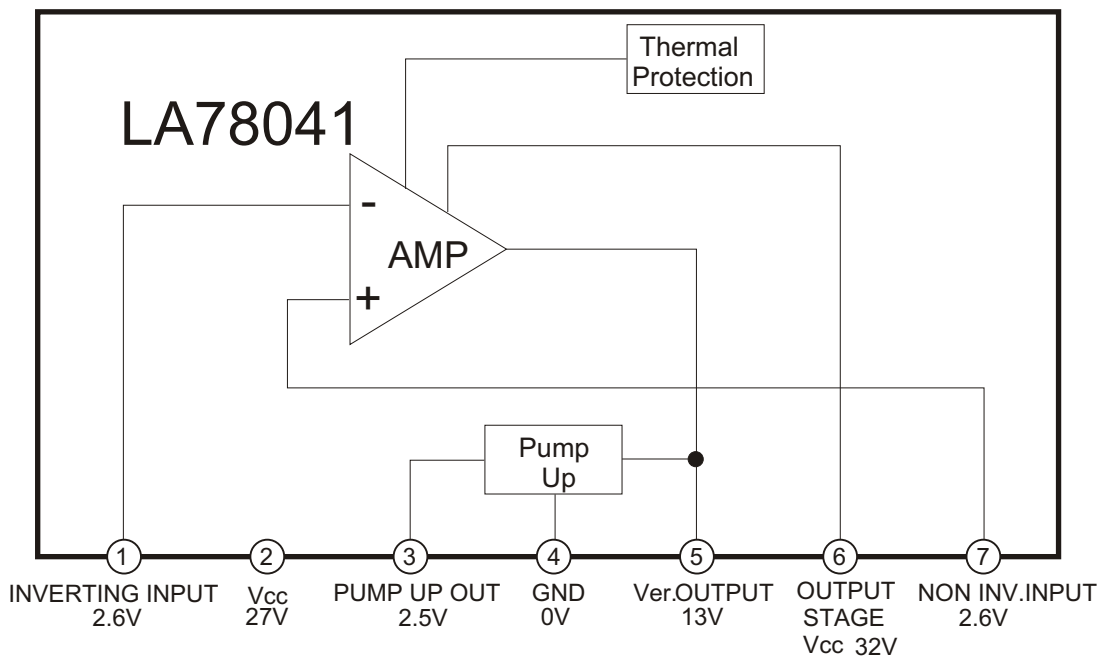 Thermal
Protection
LA78041
-
AMP
+
Pump
Up
1 2 3 4 5 6 7
INVERTING INPUT
2.6V
Vcc
27V
PUMP UP OUT
2.5V
GND
0V
Ver.OUTPUT
13V
OUTPUT
STAGE
Vcc 32V
NON INV.INPUT
2.6V